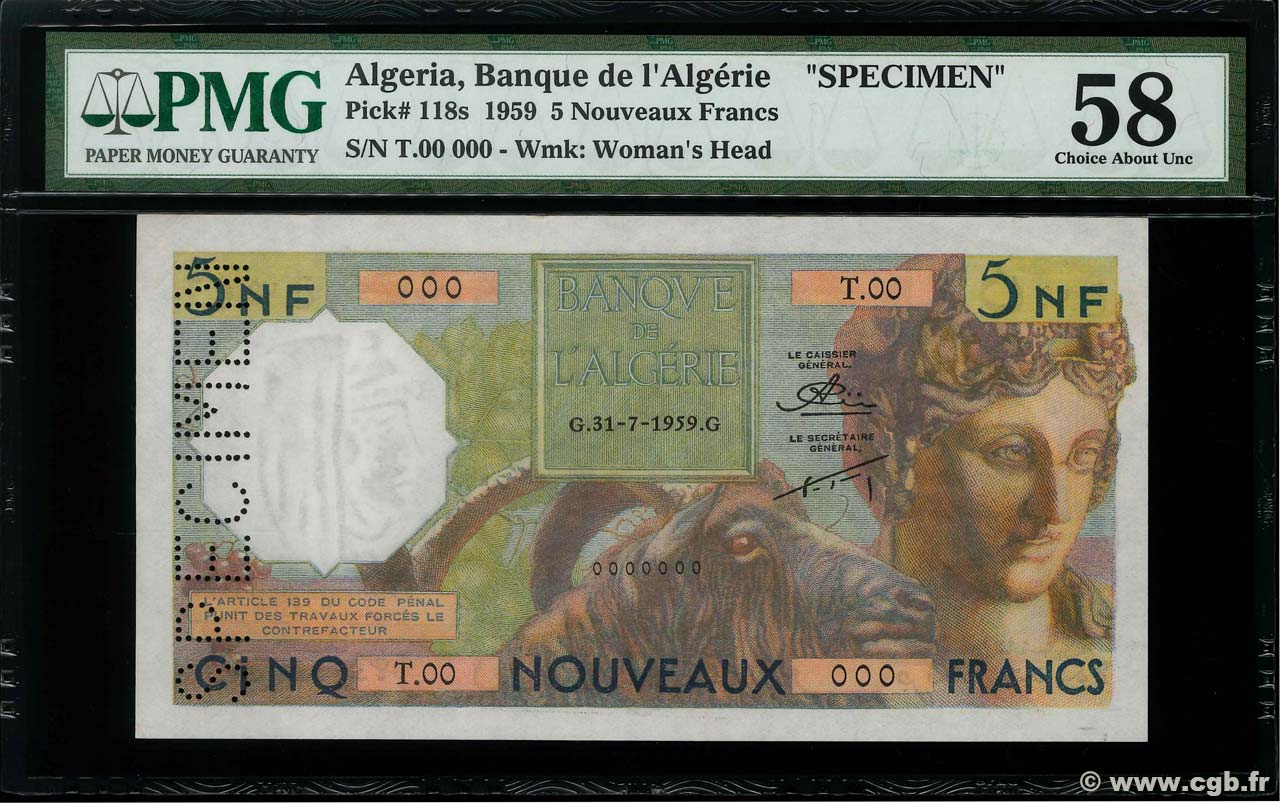 PMG
PAPER MONEY GUARANTY
Algeria, Banque de l'Algérie "SPECIMEN"
Pick# 118s 1959 5 Nouveaux Francs
S/N T.00 000 - Wmk: Woman's Head
58
Choice About Unc
5 NF
000
BANQVE
DE
L'ALGÉRIE
G.31-7-1959.G
T.00
5 NF
LE CAISSIER
GÉNÉRAL,
LE SECRÉTAIRE
GÉNÉRAL,
SPECIMEN
0000000
L'ARTICLE 139 DU CODE PÉNAL
PUNIT DES TRAVAUX FORCÉS LE
CONTREFACTEUR
CINQ T.00 NOUVEAUX 000 FRANCS
© www.cgb.fr